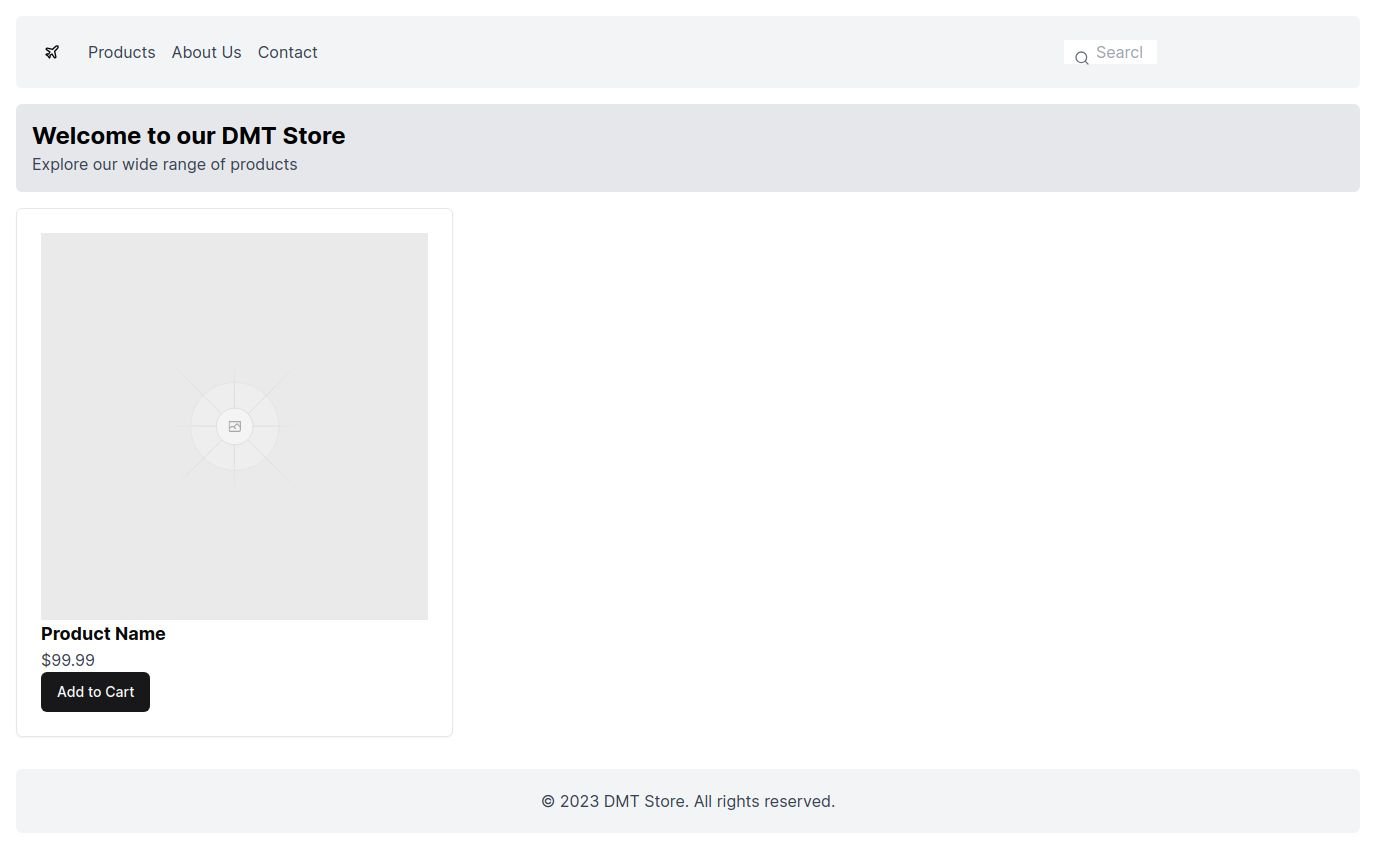 Products About Us Contact Searcl
Welcome to our DMT Store
Explore our wide range of products
Product Name
$99.99
Add to Cart
© 2023 DMT Store. All rights reserved.